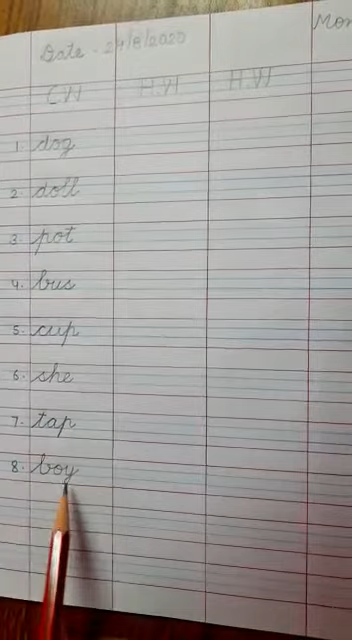 Mon
Date - 24/8/2020
C.W H.W H.W
1. dog
2. doll
3. pot
4. bus
5. cup
6. she
7. tap
8. boy